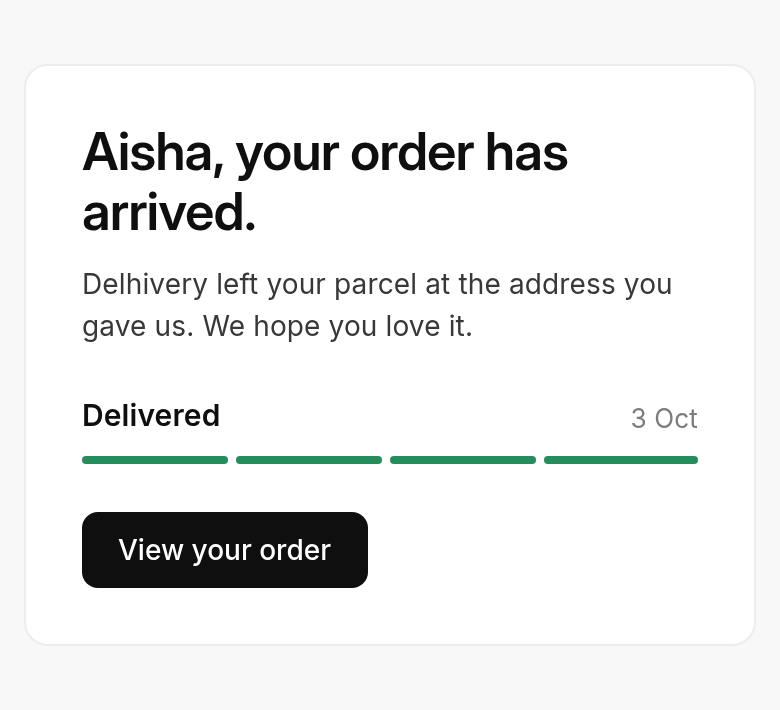 Aisha, your order has
arrived.
Delhivery left your parcel at the address you
gave us. We hope you love it.
Delivered
3 Oct
View your order